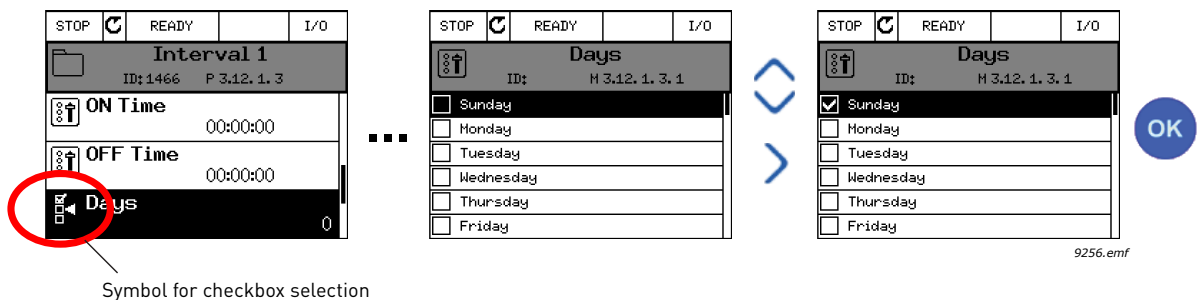 STOP READY I/O
Interval 1
ID:1466 P 3.12.1.3
ON Time
00:00:00
OFF Time
00:00:00
Days
0
STOP READY I/O
Days
ID: M 3.12.1.3.1
Sunday
Monday
Tuesday
Wednesday
Thursday
Friday
STOP READY I/O
Days
ID: M 3.12.1.3.1
Sunday
Monday
Tuesday
Wednesday
Thursday
Friday
OK
9256.emf
Symbol for checkbox selection